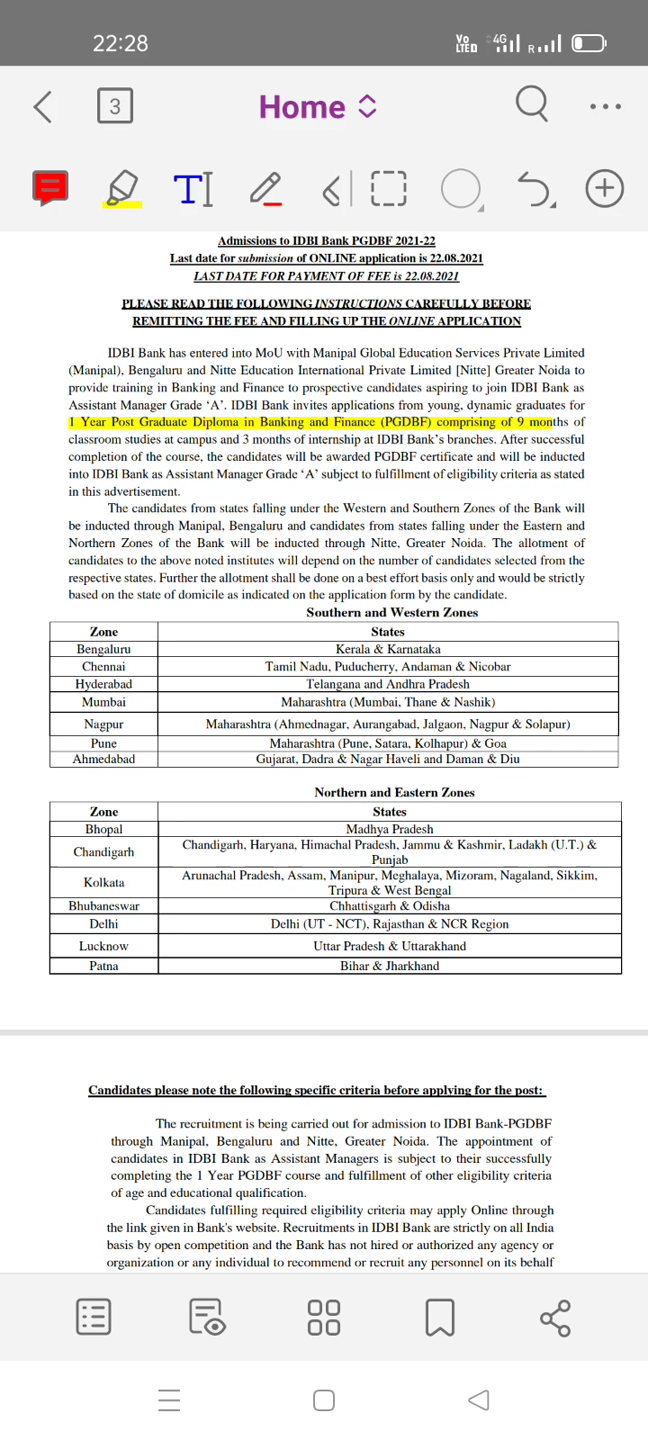 22:28
Vo LTED 4G R
3
Home
T
Admissions to IDBI Bank PGDBF 2021-22
Last date for submission of ONLINE application is 22.08.2021
LAST DATE FOR PAYMENT OF FEE is 22.08.2021
PLEASE READ THE FOLLOWING INSTRUCTIONS CAREFULLY BEFORE
REMITTING THE FEE AND FILLING UP THE ONLINE APPLICATION
IDBI Bank has entered into MoU with Manipal Global Education Services Private Limited
(Manipal), Bengaluru and Nitte Education International Private Limited [Nitte] Greater Noida to
provide training in Banking and Finance to prospective candidates aspiring to join IDBI Bank as
Assistant Manager Grade ‘A’. IDBI Bank invites applications from young, dynamic graduates for
1 Year Post Graduate Diploma in Banking and Finance (PGDBF) comprising of 9 months of
classroom studies at campus and 3 months of internship at IDBI Bank’s branches. After successful
completion of the course, the candidates will be awarded PGDBF certificate and will be inducted
into IDBI Bank as Assistant Manager Grade ‘A’ subject to fulfillment of eligibility criteria as stated
in this advertisement.
The candidates from states falling under the Western and Southern Zones of the Bank will
be inducted through Manipal, Bengaluru and candidates from states falling under the Eastern and
Northern Zones of the Bank will be inducted through Nitte, Greater Noida. The allotment of
candidates to the above noted institutes will depend on the number of candidates selected from the
respective states. Further the allotment shall be done on a best effort basis only and would be strictly
based on the state of domicile as indicated on the application form by the candidate.
Southern and Western Zones
Zone States
Bengaluru Kerala & Karnataka
Chennai Tamil Nadu, Puducherry, Andaman & Nicobar
Hyderabad Telangana and Andhra Pradesh
Mumbai Maharashtra (Mumbai, Thane & Nashik)
Nagpur Maharashtra (Ahmednagar, Aurangabad, Jalgaon, Nagpur & Solapur)
Pune Maharashtra (Pune, Satara, Kolhapur) & Goa
Ahmedabad Gujarat, Dadra & Nagar Haveli and Daman & Diu
Northern and Eastern Zones
Zone States
Bhopal Madhya Pradesh
Chandigarh Chandigarh, Haryana, Himachal Pradesh, Jammu & Kashmir, Ladakh (U.T.) &
Punjab
Kolkata Arunachal Pradesh, Assam, Manipur, Meghalaya, Mizoram, Nagaland, Sikkim,
Tripura & West Bengal
Bhubaneswar Chhattisgarh & Odisha
Delhi Delhi (UT - NCT), Rajasthan & NCR Region
Lucknow Uttar Pradesh & Uttarakhand
Patna Bihar & Jharkhand
Candidates please note the following specific criteria before applying for the post:
The recruitment is being carried out for admission to IDBI Bank-PGDBF
through Manipal, Bengaluru and Nitte, Greater Noida. The appointment of
candidates in IDBI Bank as Assistant Managers is subject to their successfully
completing the 1 Year PGDBF course and fulfillment of other eligibility criteria
of age and educational qualification.
Candidates fulfilling required eligibility criteria may apply Online through
the link given in Bank's website. Recruitments in IDBI Bank are strictly on all India
basis by open competition and the Bank has not hired or authorized any agency or
organization or any individual to recommend or recruit any personnel on its behalf